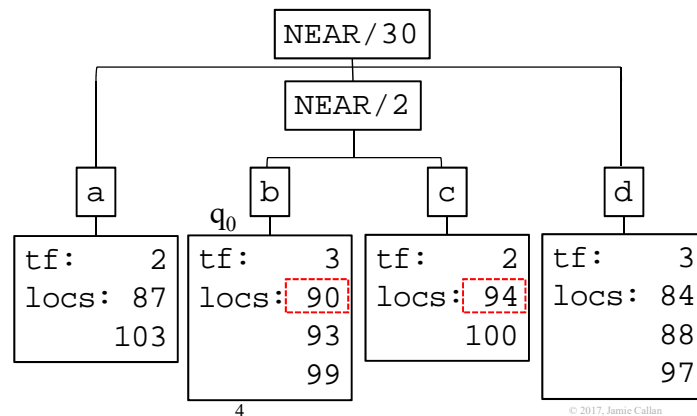 NEAR/30
NEAR/2
a
b
c
d
q0
tf: 2
locs: 87
103
tf: 3
locs: 90
93
99
tf: 2
locs: 94
100
tf: 3
locs: 84
88
97
4
© 2017, Jamie Callan